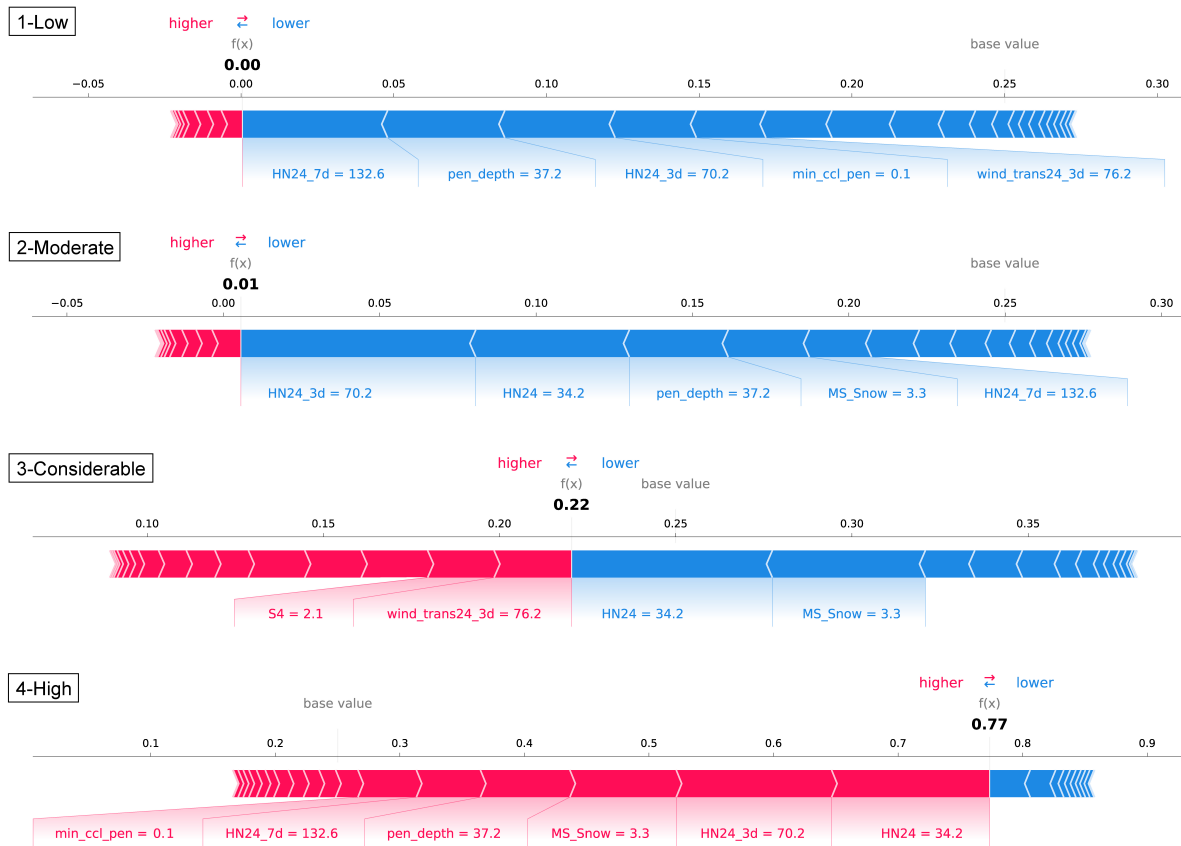 1-Low
higher ⇄ lower
f(x) base value
0.00
−0.05 0.00 0.05 0.10 0.15 0.20 0.25 0.30
HN24_7d = 132.6 pen_depth = 37.2 HN24_3d = 70.2 min_ccl_pen = 0.1 wind_trans24_3d = 76.2
2-Moderate
higher ⇄ lower
f(x) base value
0.01
−0.05 0.00 0.05 0.10 0.15 0.20 0.25 0.30
HN24_3d = 70.2 HN24 = 34.2 pen_depth = 37.2 MS_Snow = 3.3 HN24_7d = 132.6
3-Considerable
higher ⇄ lower
f(x) base value
0.22
0.10 0.15 0.20 0.25 0.30 0.35
S4 = 2.1 wind_trans24_3d = 76.2 HN24 = 34.2 MS_Snow = 3.3
4-High
higher ⇄ lower
base value f(x)
0.77
0.1 0.2 0.3 0.4 0.5 0.6 0.7 0.8 0.9
min_ccl_pen = 0.1 HN24_7d = 132.6 pen_depth = 37.2 MS_Snow = 3.3 HN24_3d = 70.2 HN24 = 34.2